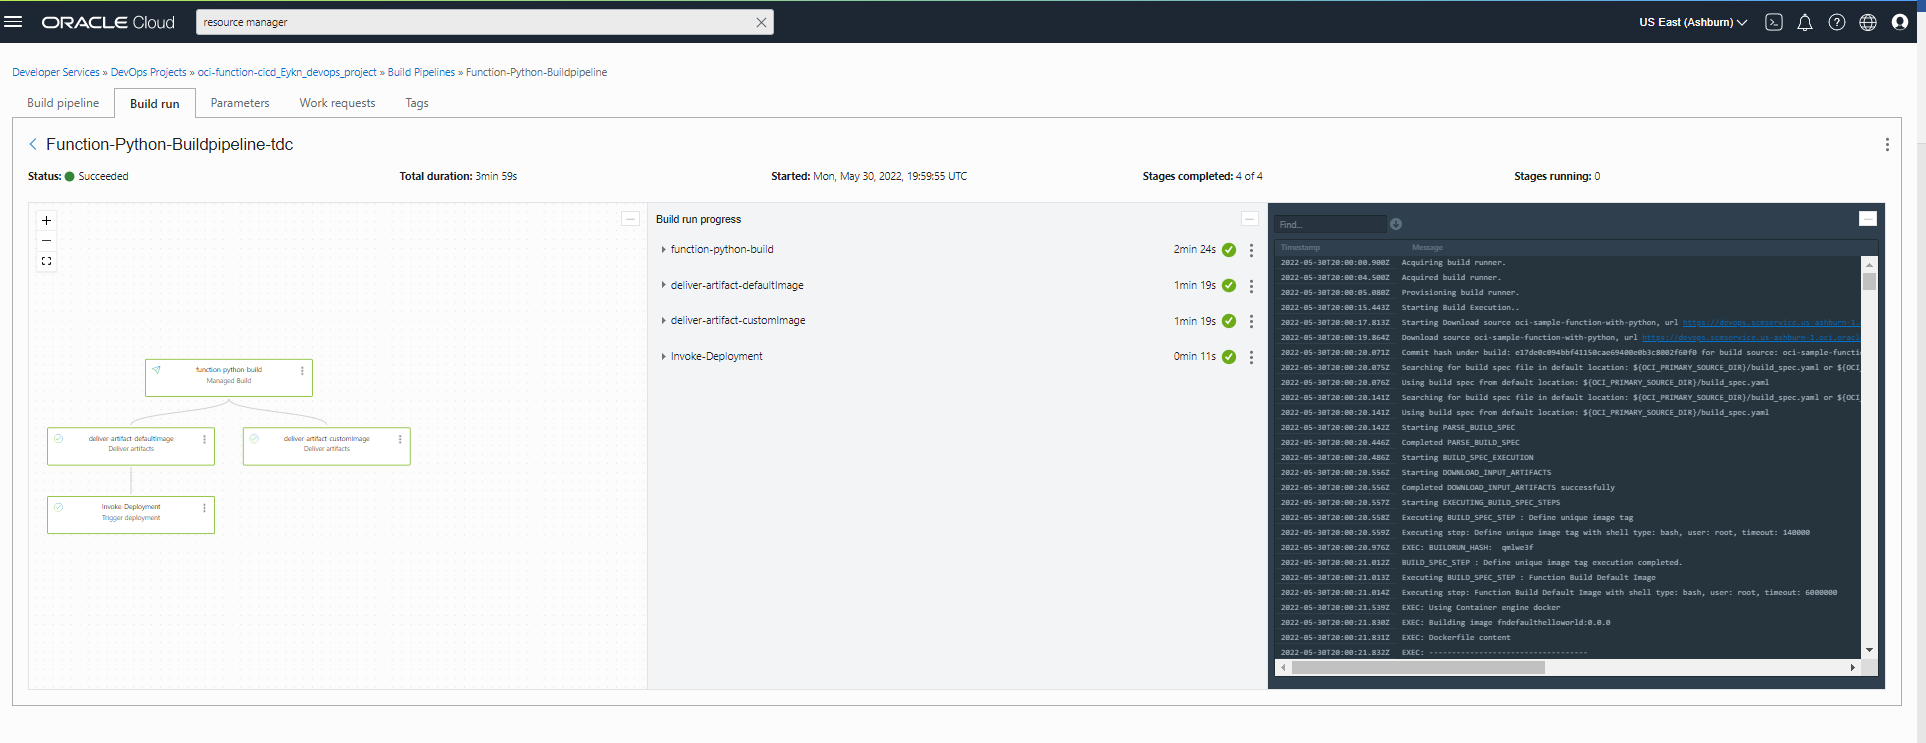 ORACLE Cloud
resource manager
US East (Ashburn)
Developer Services » DevOps Projects » oci-function-cicd_Eykn_devops_project » Build Pipelines » Function-Python-Buildpipeline
Build pipeline
Build run
Parameters
Work requests
Tags
Function-Python-Buildpipeline-tdc
Status: Succeeded
Total duration: 3min 59s
Started: Mon, May 30, 2022, 19:59:55 UTC
Stages completed: 4 of 4
Stages running: 0
function-python-build
Managed Build
deliver-artifact-defaultImage
Deliver artifacts
deliver-artifact-customImage
Deliver artifacts
Invoke-Deployment
Trigger deployment
Build run progress
function-python-build 2min 24s
deliver-artifact-defaultImage 1min 19s
deliver-artifact-customImage 1min 19s
Invoke-Deployment 0min 11s
Find...
Timestamp Message
2022-05-30T20:00:00.900Z Acquiring build runner.
2022-05-30T20:00:04.500Z Acquired build runner.
2022-05-30T20:00:05.080Z Provisioning build runner.
2022-05-30T20:00:15.443Z Starting Build Execution..
2022-05-30T20:00:17.813Z Starting Download source oci-sample-function-with-python, url https://devops.scmservice.us-ashburn-1.
2022-05-30T20:00:19.864Z Download source oci-sample-function-with-python, url https://devops.scmservice.us-ashburn-1.oci.oracl
2022-05-30T20:00:20.071Z Commit hash under build: e17de0c094bbf41150cae69400e0b3c8002f60f0 for build source: oci-sample-functi
2022-05-30T20:00:20.075Z Searching for build spec file in default location: ${OCI_PRIMARY_SOURCE_DIR}/build_spec.yaml or ${OCI_
2022-05-30T20:00:20.076Z Using build spec from default location: ${OCI_PRIMARY_SOURCE_DIR}/build_spec.yaml
2022-05-30T20:00:20.141Z Searching for build spec file in default location: ${OCI_PRIMARY_SOURCE_DIR}/build_spec.yaml or ${OCI_
2022-05-30T20:00:20.141Z Using build spec from default location: ${OCI_PRIMARY_SOURCE_DIR}/build_spec.yaml
2022-05-30T20:00:20.142Z Starting PARSE_BUILD_SPEC
2022-05-30T20:00:20.446Z Completed PARSE_BUILD_SPEC
2022-05-30T20:00:20.486Z Starting BUILD_SPEC_EXECUTION
2022-05-30T20:00:20.556Z Starting DOWNLOAD_INPUT_ARTIFACTS
2022-05-30T20:00:20.556Z Completed DOWNLOAD_INPUT_ARTIFACTS successfully
2022-05-30T20:00:20.557Z Starting EXECUTING_BUILD_SPEC_STEPS
2022-05-30T20:00:20.558Z Executing BUILD_SPEC_STEP : Define unique image tag
2022-05-30T20:00:20.559Z Executing step: Define unique image tag with shell type: bash, user: root, timeout: 140000
2022-05-30T20:00:20.976Z EXEC: BUILDRUN_HASH: qmlwe3f
2022-05-30T20:00:21.012Z BUILD_SPEC_STEP : Define unique image tag execution completed.
2022-05-30T20:00:21.013Z Executing BUILD_SPEC_STEP : Function Build Default Image
2022-05-30T20:00:21.014Z Executing step: Function Build Default Image with shell type: bash, user: root, timeout: 6000000
2022-05-30T20:00:21.539Z EXEC: Using Container engine docker
2022-05-30T20:00:21.830Z EXEC: Building image fndefaulthelloworld:0.0.0
2022-05-30T20:00:21.831Z EXEC: Dockerfile content
2022-05-30T20:00:21.832Z EXEC: -----------------------------------